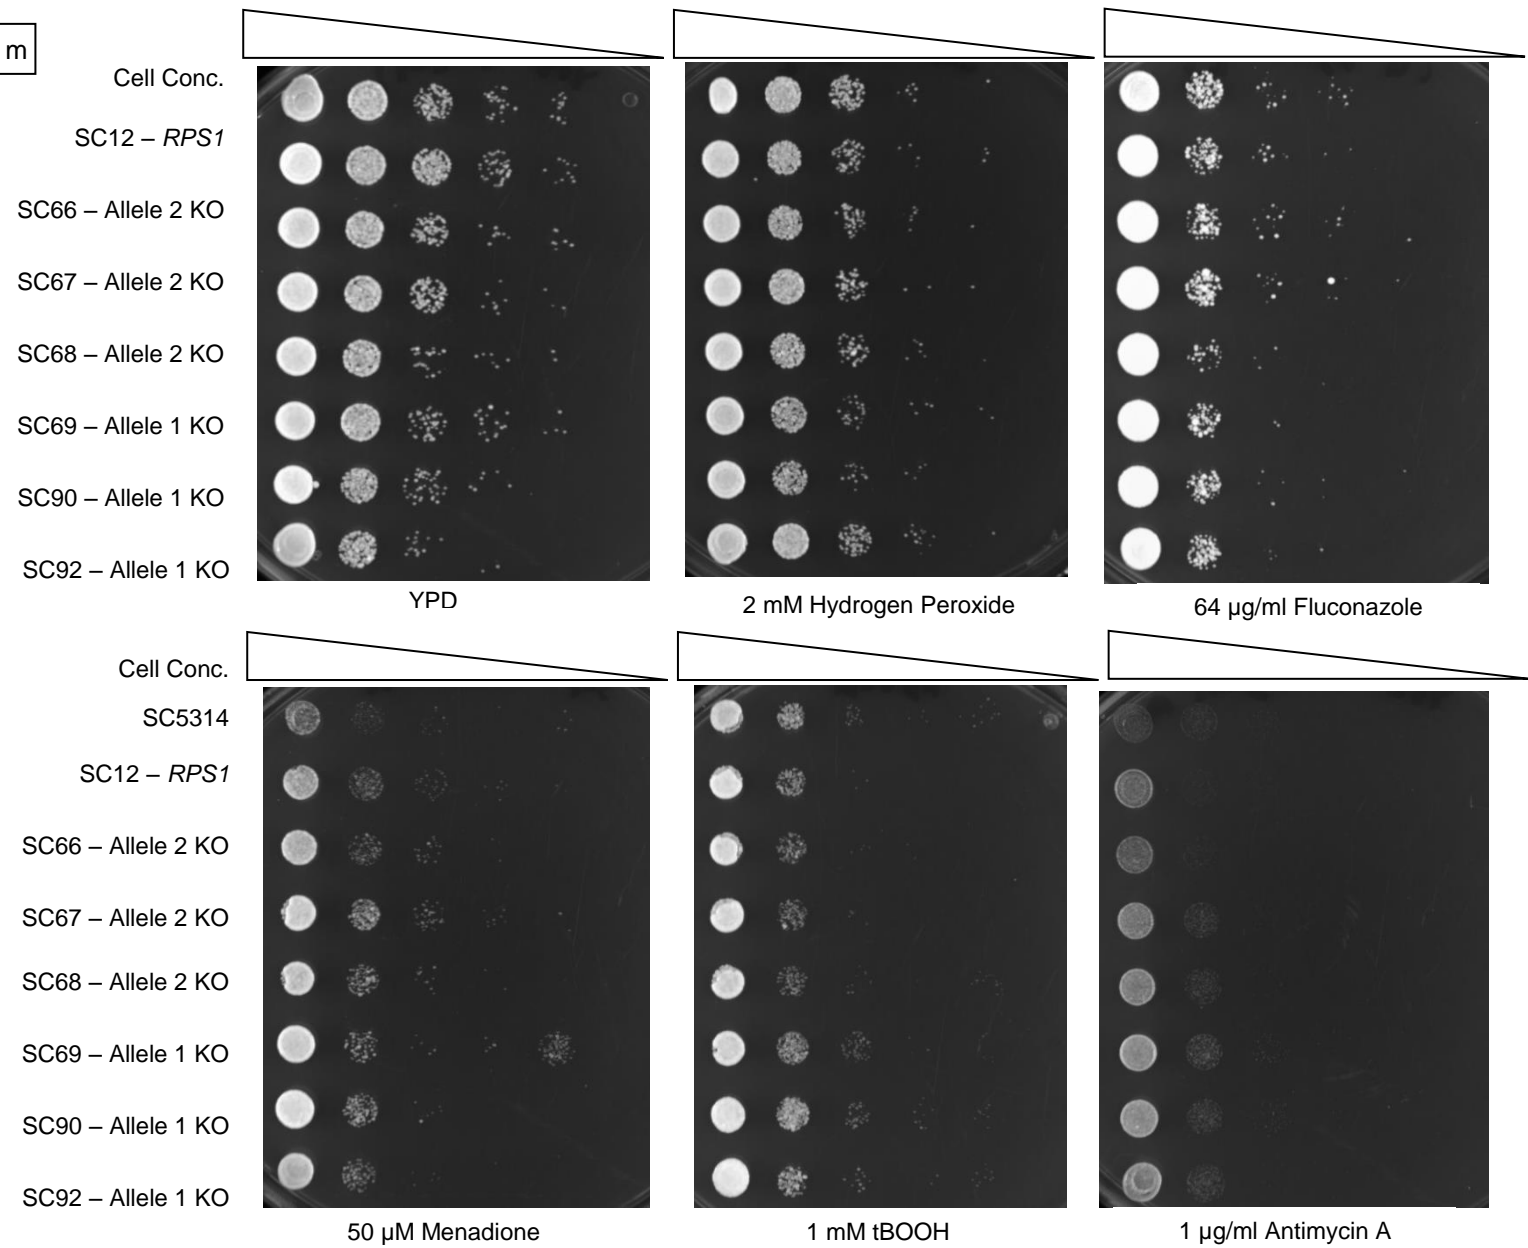 m
Cell Conc.
SC12 – RPS1
SC66 – Allele 2 KO
SC67 – Allele 2 KO
SC68 – Allele 2 KO
SC69 – Allele 1 KO
SC90 – Allele 1 KO
SC92 – Allele 1 KO
YPD
2 mM Hydrogen Peroxide
64 µg/ml Fluconazole
Cell Conc.
SC5314
SC12 – RPS1
SC66 – Allele 2 KO
SC67 – Allele 2 KO
SC68 – Allele 2 KO
SC69 – Allele 1 KO
SC90 – Allele 1 KO
SC92 – Allele 1 KO
50 µM Menadione
1 mM tBOOH
1 µg/ml Antimycin A